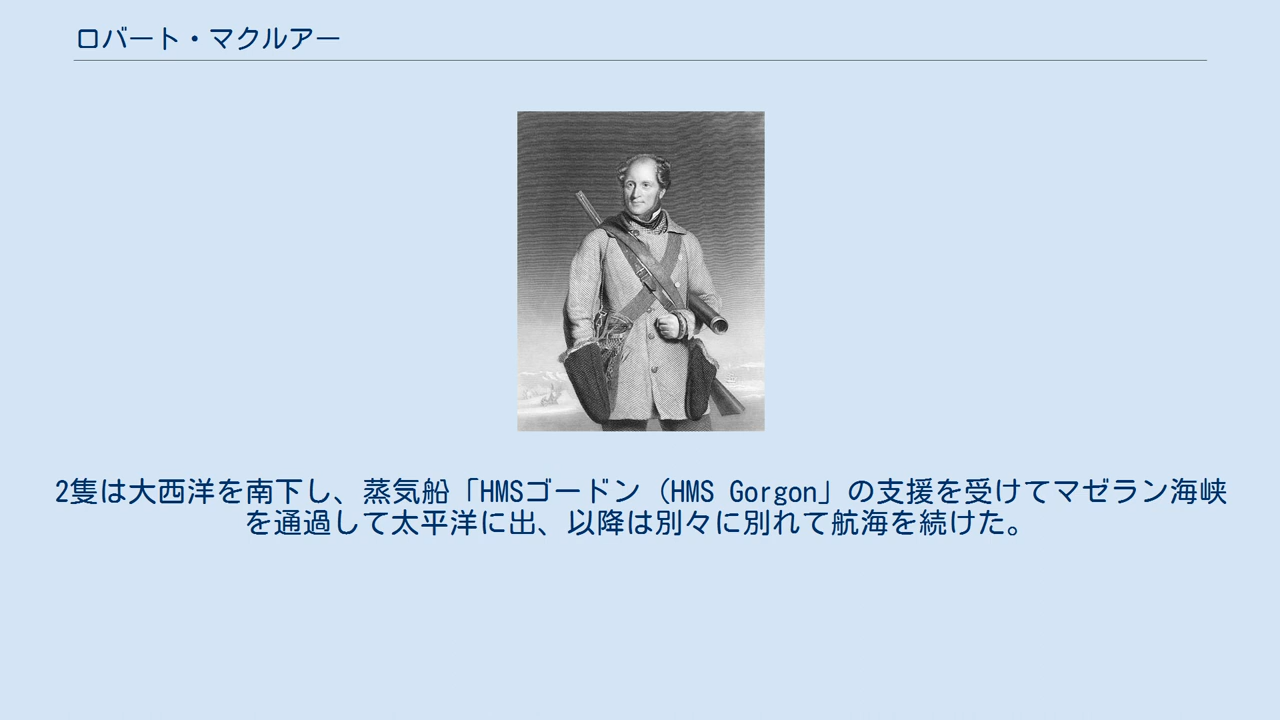 ロバート・マクルアー
2隻は大西洋を南下し、蒸気船「HMSゴードン（HMS Gorgon」の支援を受けてマゼラン海峡
を通過して太平洋に出、以降は別々に別れて航海を続けた。